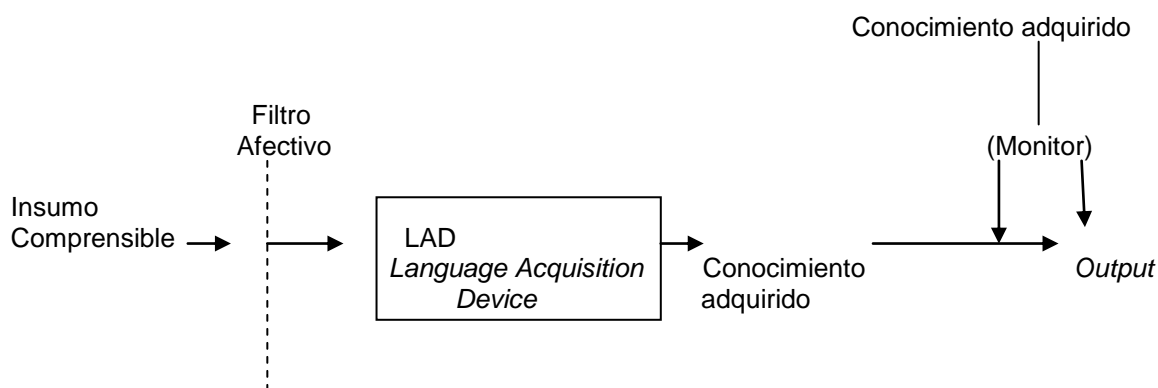 Conocimiento adquirido
Filtro
Afectivo
(Monitor)
Insumo
Comprensible
LAD
Language Acquisition
Device
Conocimiento
adquirido
Output